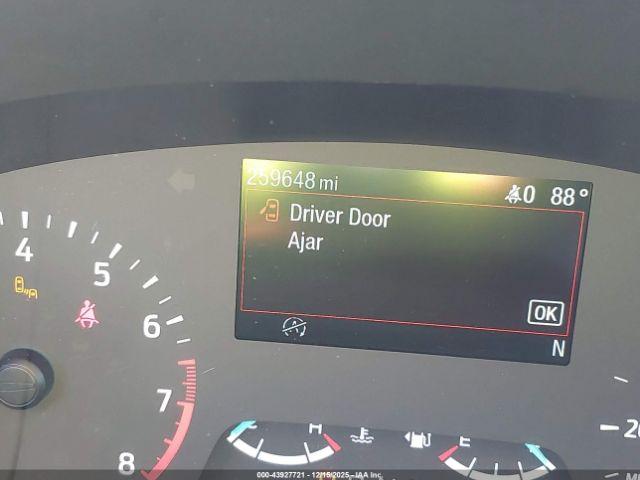 259648 mi
0 88°
Driver Door
Ajar
OK
N
4
5
6
7
8
H
E
20
000-43927721 - 12/15/2025 - IAA Inc.